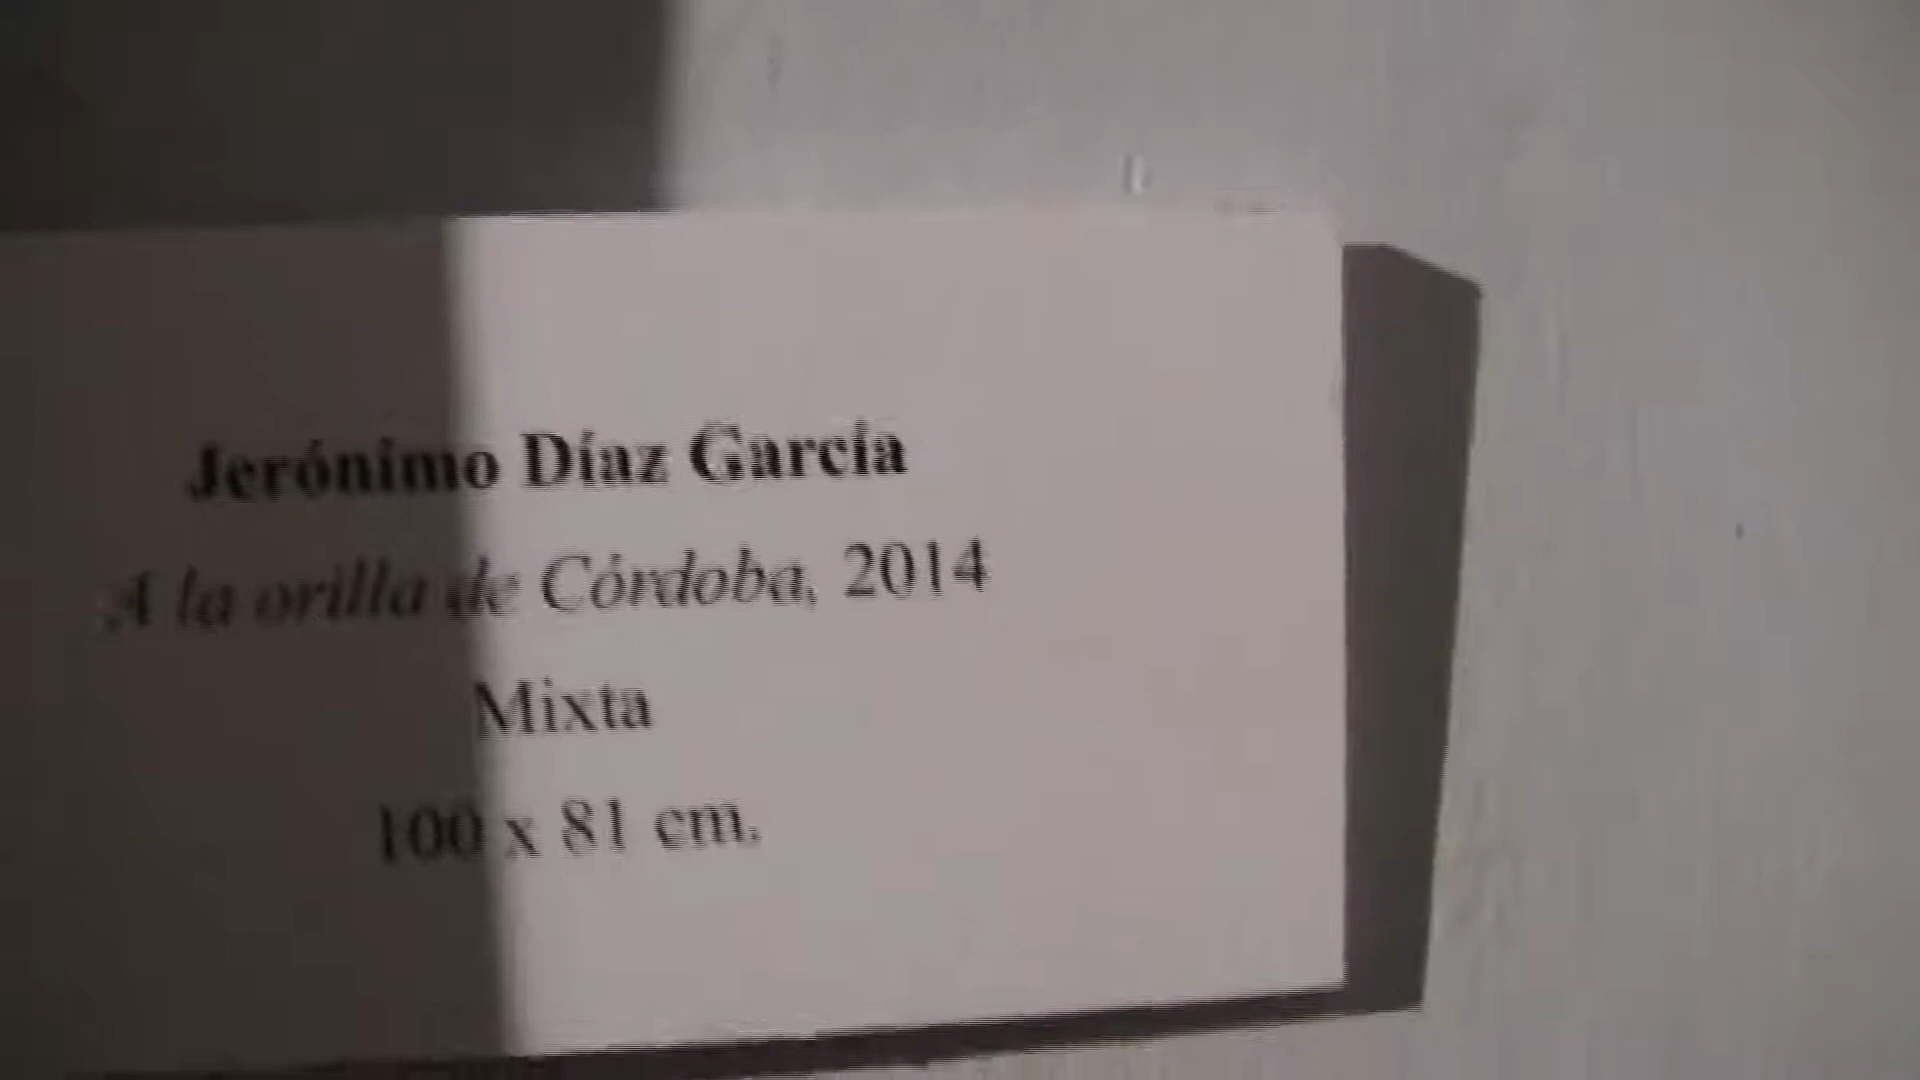 Jerónimo Díaz García
A la orilla de Córdoba, 2014
Mixta
100 x 81 cm.